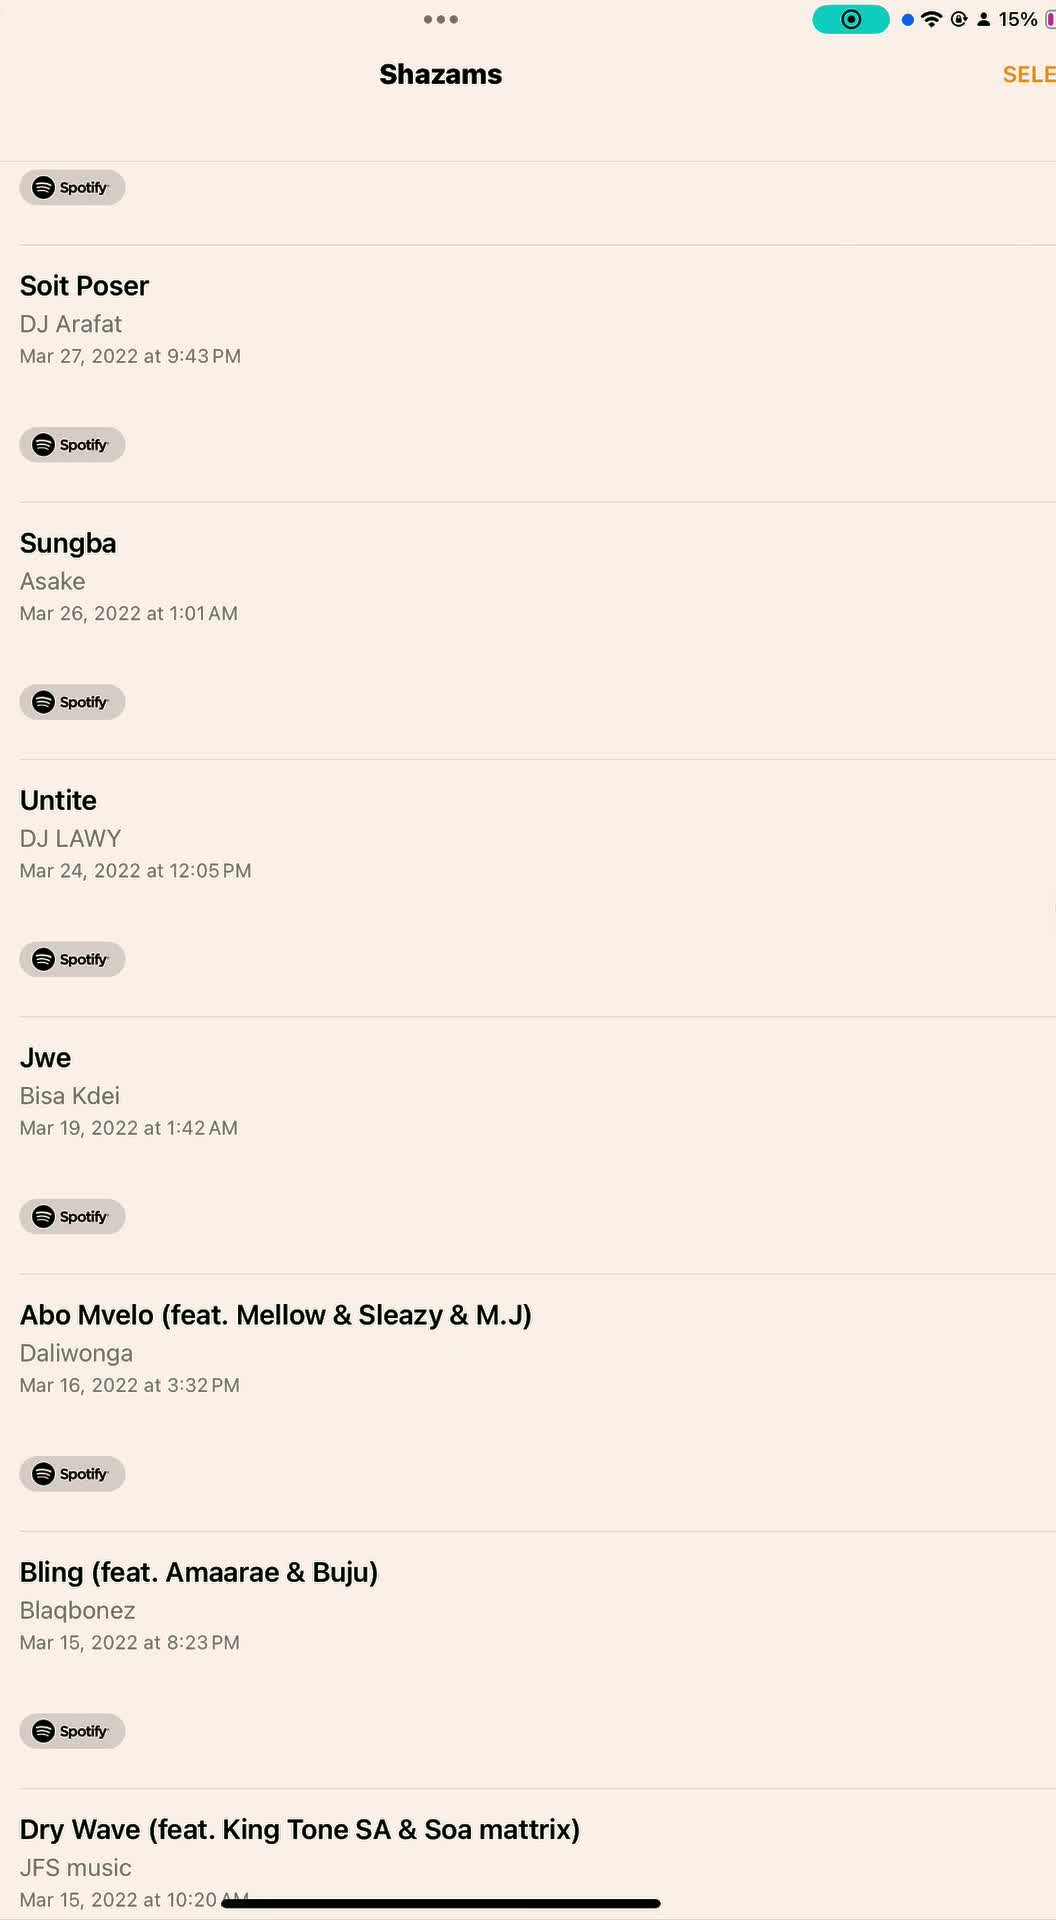 15%
Shazams
SELE
Spotify
Soit Poser
DJ Arafat
Mar 27, 2022 at 9:43 PM
Spotify
Sungba
Asake
Mar 26, 2022 at 1:01 AM
Spotify
Untite
DJ LAWY
Mar 24, 2022 at 12:05 PM
Spotify
Jwe
Bisa Kdei
Mar 19, 2022 at 1:42 AM
Spotify
Abo Mvelo (feat. Mellow & Sleazy & M.J)
Daliwonga
Mar 16, 2022 at 3:32 PM
Spotify
Bling (feat. Amaarae & Buju)
Blaqbonez
Mar 15, 2022 at 8:23 PM
Spotify
Dry Wave (feat. King Tone SA & Soa mattrix)
JFS music
Mar 15, 2022 at 10:20 AM